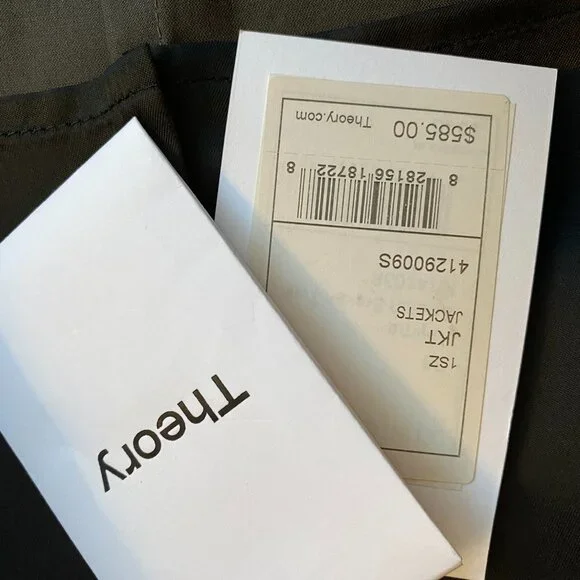 Theory
1SZ
JKT
JACKETS
4129009S
8 28156 18722 8
Theory.com
$585.00